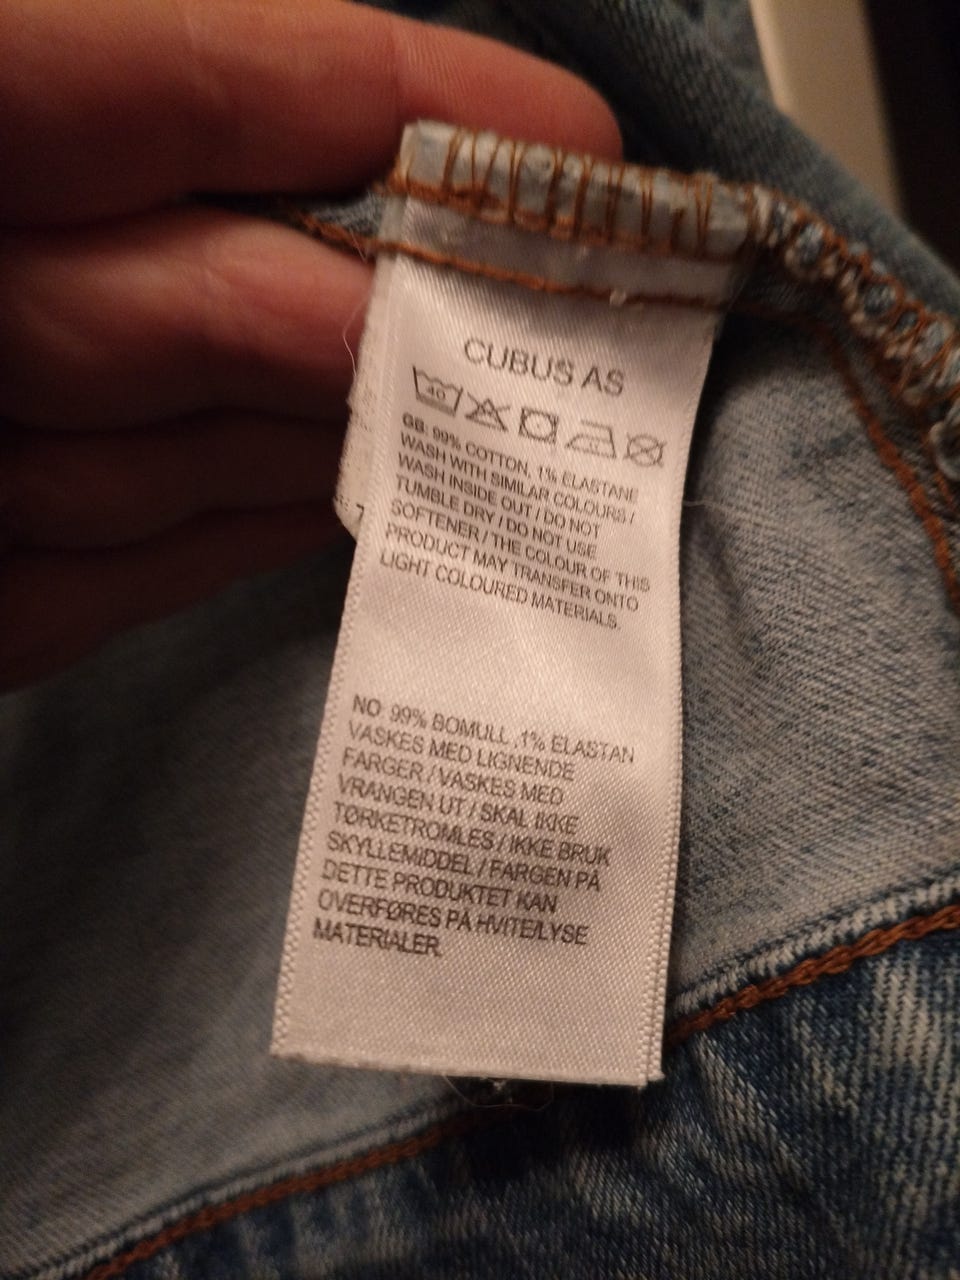 CUBUS AS
40
GB: 99% COTTON, 1% ELASTANE
WASH WITH SIMILAR COLOURS /
WASH INSIDE OUT / DO NOT
TUMBLE DRY / DO NOT USE
SOFTENER / THE COLOUR OF THIS
PRODUCT MAY TRANSFER ONTO
LIGHT COLOURED MATERIALS.
NO: 99% BOMULL ,1% ELASTAN
VASKES MED LIGNENDE
FARGER / VASKES MED
VRANGEN UT / SKAL IKKE
TØRKETROMLES / IKKE BRUK
SKYLLEMIDDEL / FARGEN PÅ
DETTE PRODUKTET KAN
OVERFØRES PÅ HVITE/LYSE
MATERIALER.